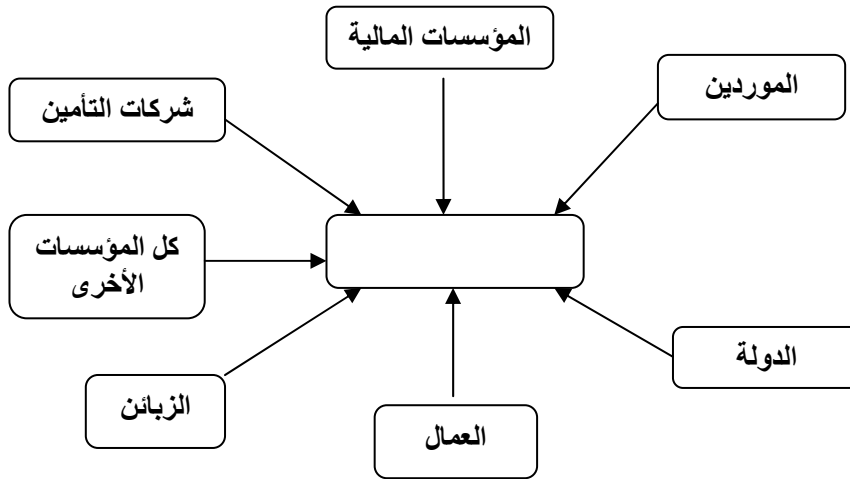 المؤسسات المالية
الموردين
شركات التأمين
كل المؤسسات
الأخرى
الدولة
الزبائن
العمال